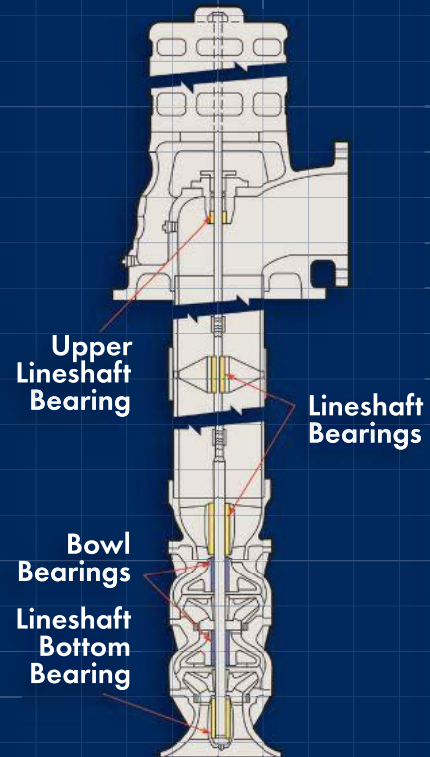 Upper
Lineshaft
Bearing
Lineshaft
Bearings
Bowl
Bearings
Lineshaft
Bottom
Bearing